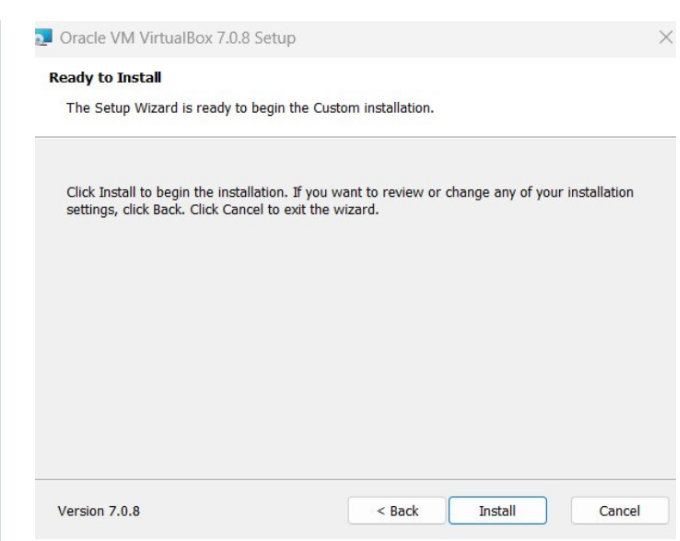 Oracle VM VirtualBox 7.0.8 Setup
Ready to Install
The Setup Wizard is ready to begin the Custom installation.
Click Install to begin the installation. If you want to review or change any of your installation
settings, click Back. Click Cancel to exit the wizard.
Version 7.0.8
< Back Install Cancel